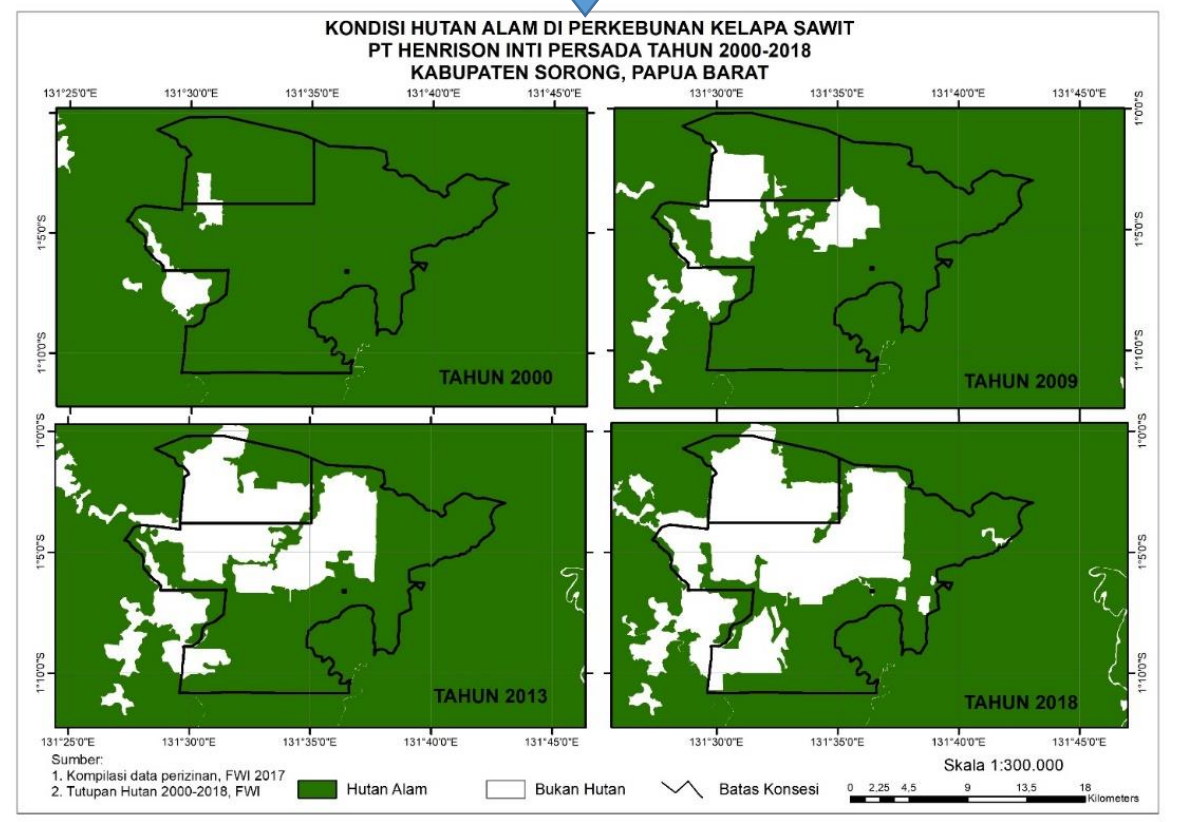 KONDISI HUTAN ALAM DI PERKEBUNAN KELAPA SAWIT
PT HENRISON INTI PERSADA TAHUN 2000-2018
KABUPATEN SORONG, PAPUA BARAT
131°25'0"E 131°30'0"E 131°35'0"E 131°40'0"E 131°45'0"E
131°30'0"E 131°35'0"E 131°40'0"E 131°45'0"E
1°0'0"S
1°5'0"S
1°5'0"S
1°10'0"S
1°10'0"S
TAHUN 2000
TAHUN 2009
1°0'0"S
1°0'0"S
1°5'0"S
1°5'0"S
1°10'0"S
1°10'0"S
TAHUN 2013
TAHUN 2018
131°25'0"E 131°30'0"E 131°35'0"E 131°40'0"E 131°45'0"E
131°30'0"E 131°35'0"E 131°40'0"E 131°45'0"E
Sumber:
1. Kompilasi data perizinan, FWI 2017
2. Tutupan Hutan 2000-2018, FWI
Hutan Alam
Bukan Hutan
Batas Konsesi
Skala 1:300.000
0 2,25 4,5 9 13,5 18
Kilometers